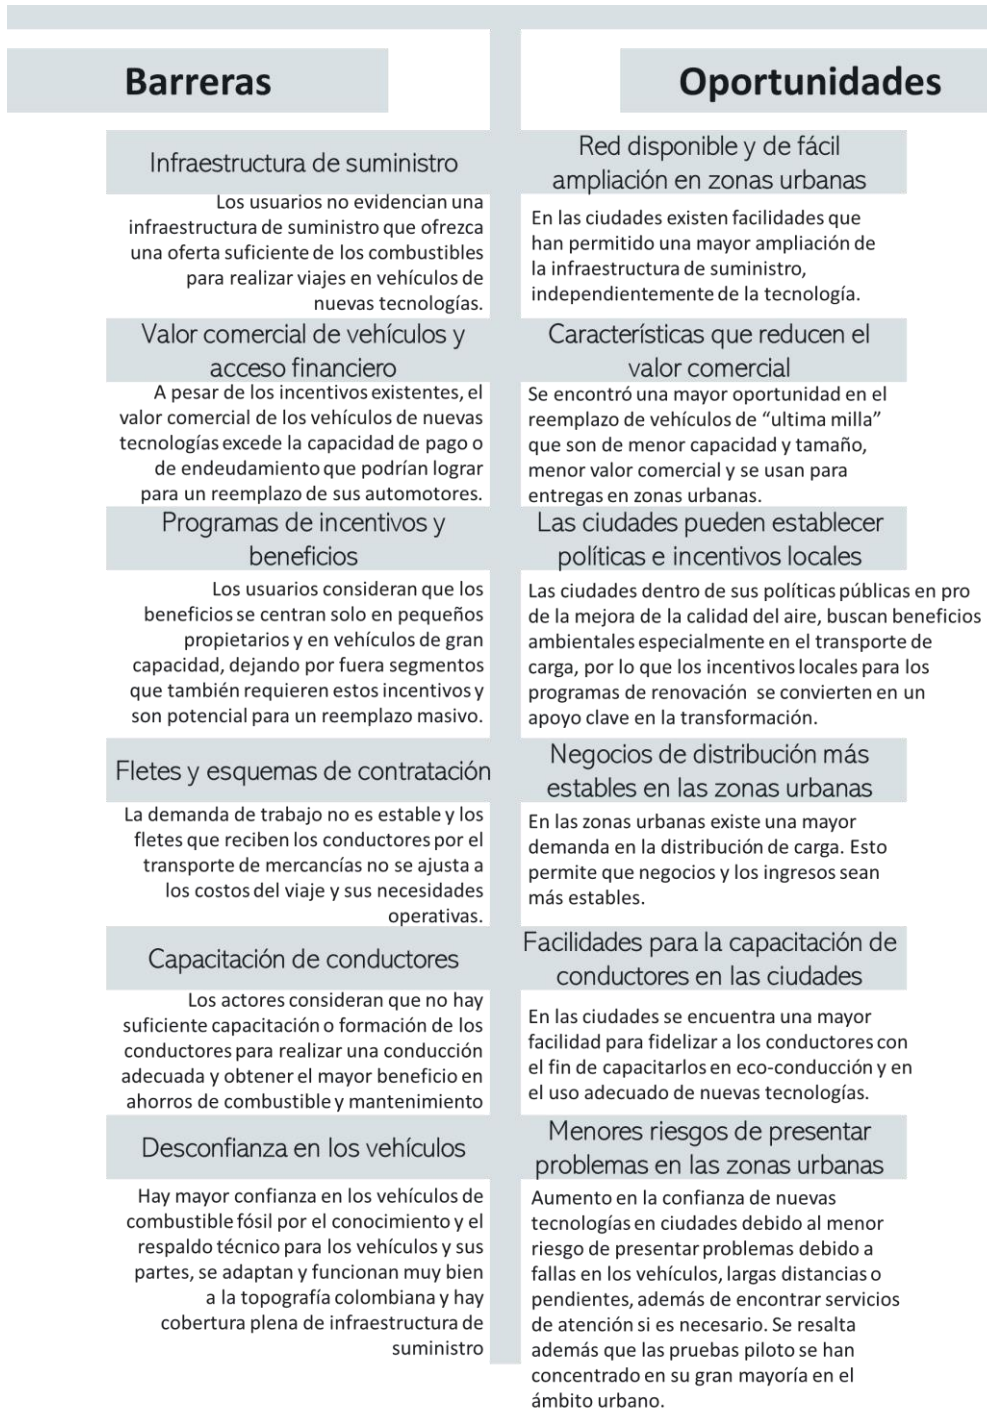 Barreras
Oportunidades
Infraestructura de suministro
Los usuarios no evidencian una
infraestructura de suministro que ofrezca
una oferta suficiente de los combustibles
para realizar viajes en vehículos de
nuevas tecnologías.
Red disponible y de fácil
ampliación en zonas urbanas
En las ciudades existen facilidades que
han permitido una mayor ampliación de
la infraestructura de suministro,
independientemente de la tecnología.
Valor comercial de vehículos y
acceso financiero
A pesar de los incentivos existentes, el
valor comercial de los vehículos de nuevas
tecnologías excede la capacidad de pago o
de endeudamiento que podrían lograr
para un reemplazo de sus automotores.
Características que reducen el
valor comercial
Se encontró una mayor oportunidad en el
reemplazo de vehículos de “ultima milla”
que son de menor capacidad y tamaño,
menor valor comercial y se usan para
entregas en zonas urbanas.
Programas de incentivos y
beneficios
Los usuarios consideran que los
beneficios se centran solo en pequeños
propietarios y en vehículos de gran
capacidad, dejando por fuera segmentos
que también requieren estos incentivos y
son potencial para un reemplazo masivo.
Las ciudades pueden establecer
políticas e incentivos locales
Las ciudades dentro de sus políticas públicas en pro
de la mejora de la calidad del aire, buscan beneficios
ambientales especialmente en el transporte de
carga, por lo que los incentivos locales para los
programas de renovación se convierten en un
apoyo clave en la transformación.
Fletes y esquemas de contratación
La demanda de trabajo no es estable y los
fletes que reciben los conductores por el
transporte de mercancías no se ajusta a
los costos del viaje y sus necesidades
operativas.
Negocios de distribución más
estables en las zonas urbanas
En las zonas urbanas existe una mayor
demanda en la distribución de carga. Esto
permite que negocios y los ingresos sean
más estables.
Capacitación de conductores
Los actores consideran que no hay
suficiente capacitación o formación de los
conductores para realizar una conducción
adecuada y obtener el mayor beneficio en
ahorros de combustible y mantenimiento
Facilidades para la capacitación de
conductores en las ciudades
En las ciudades se encuentra una mayor
facilidad para fidelizar a los conductores con
el fin de capacitarlos en eco-conducción y en
el uso adecuado de nuevas tecnologías.
Desconfianza en los vehículos
Hay mayor confianza en los vehículos de
combustible fósil por el conocimiento y el
respaldo técnico para los vehículos y sus
partes, se adaptan y funcionan muy bien
a la topografía colombiana y hay
cobertura plena de infraestructura de
suministro
Menores riesgos de presentar
problemas en las zonas urbanas
Aumento en la confianza de nuevas
tecnologías en ciudades debido al menor
riesgo de presentar problemas debido a
fallas en los vehículos, largas distancias o
pendientes, además de encontrar servicios
de atención si es necesario. Se resalta
además que las pruebas piloto se han
concentrado en su gran mayoría en el
ámbito urbano.